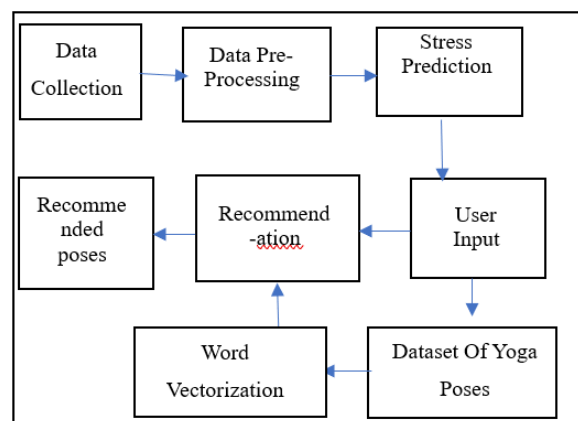 Data
Collection
Data Pre-
Processing
Stress
Prediction
Recomme
nded
poses
Recommend
-ation
User
Input
Word
Vectorization
Dataset Of Yoga
Poses